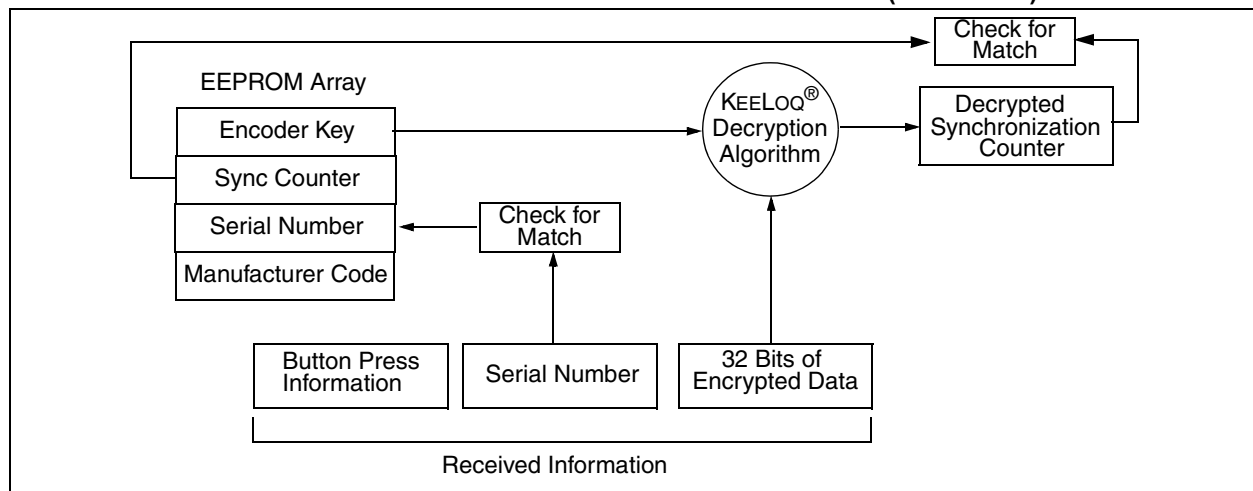 Check for
Match
EEPROM Array
KEELOQ®
Decryption
Algorithm
Decrypted
Synchronization
Counter
Encoder Key
Sync Counter
Serial Number
Manufacturer Code
Check for
Match
Button Press
Information
Serial Number
32 Bits of
Encrypted Data
Received Information